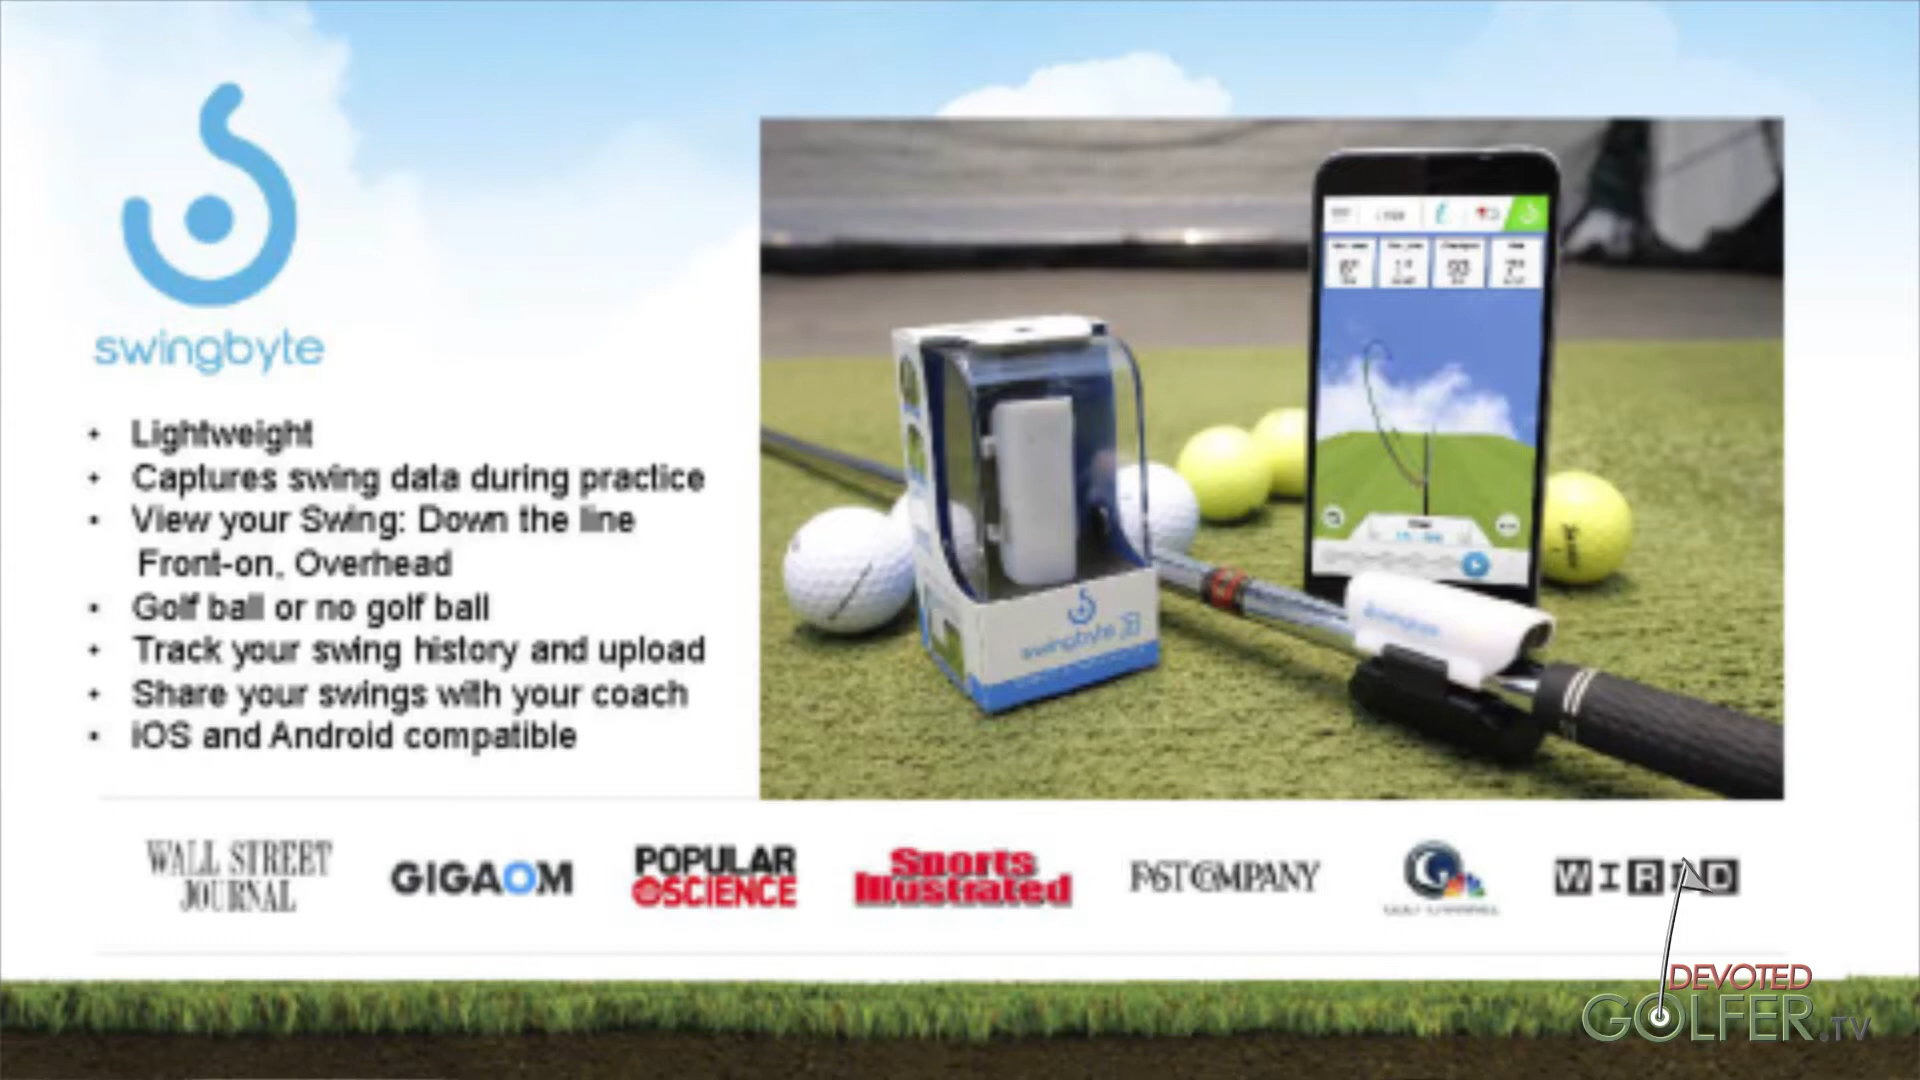 swingbyte
• Lightweight
• Captures swing data during practice
• View your Swing: Down the line
Front-on, Overhead
• Golf ball or no golf ball
• Track your swing history and upload
• Share your swings with your coach
• iOS and Android compatible
swingbyte
swingbyte
WALL STREET
JOURNAL
GIGAOM
POPULAR
SCIENCE
Sports
Illustrated
FAST COMPANY
GOLF CHANNEL
WIRED
DEVOTED
GOLFER.TV